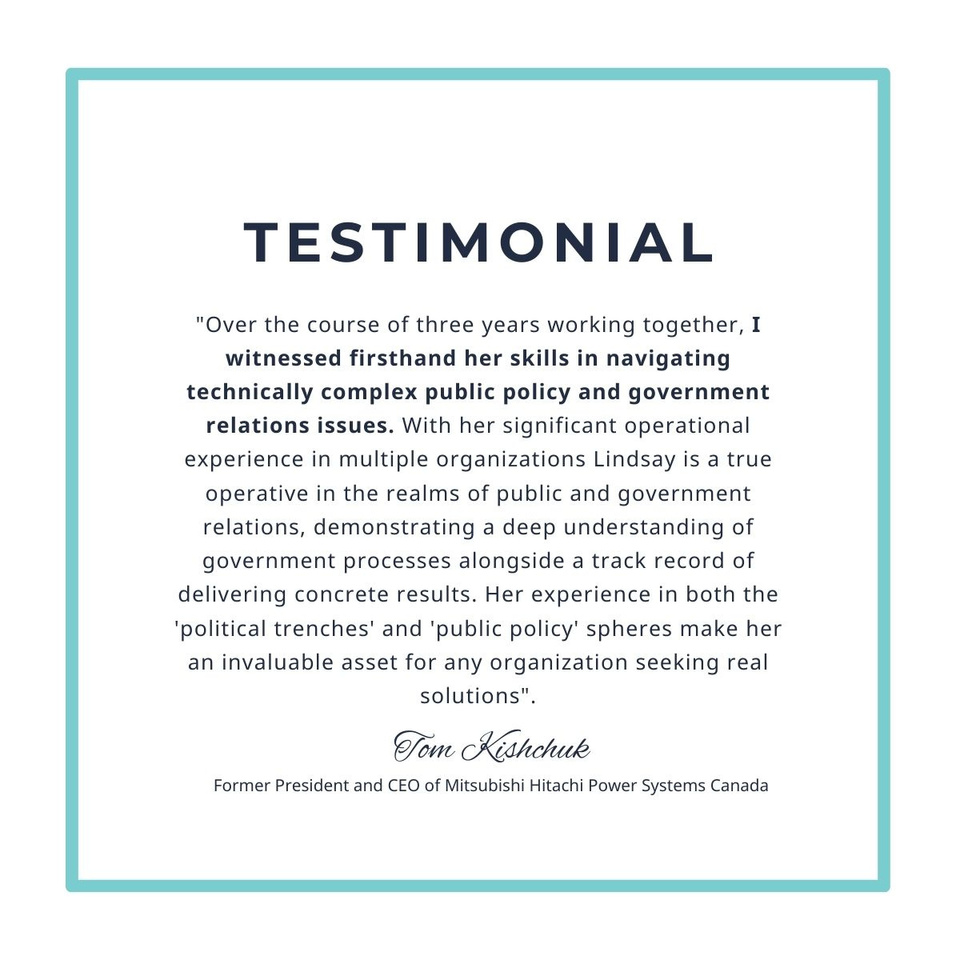 TESTIMONIAL
"Over the course of three years working together, I
witnessed firsthand her skills in navigating
technically complex public policy and government
relations issues. With her significant operational
experience in multiple organizations Lindsay is a true
operative in the realms of public and government
relations, demonstrating a deep understanding of
government processes alongside a track record of
delivering concrete results. Her experience in both the
'political trenches' and 'public policy' spheres make her
an invaluable asset for any organization seeking real
solutions".
Tom Kishchuk
Former President and CEO of Mitsubishi Hitachi Power Systems Canada